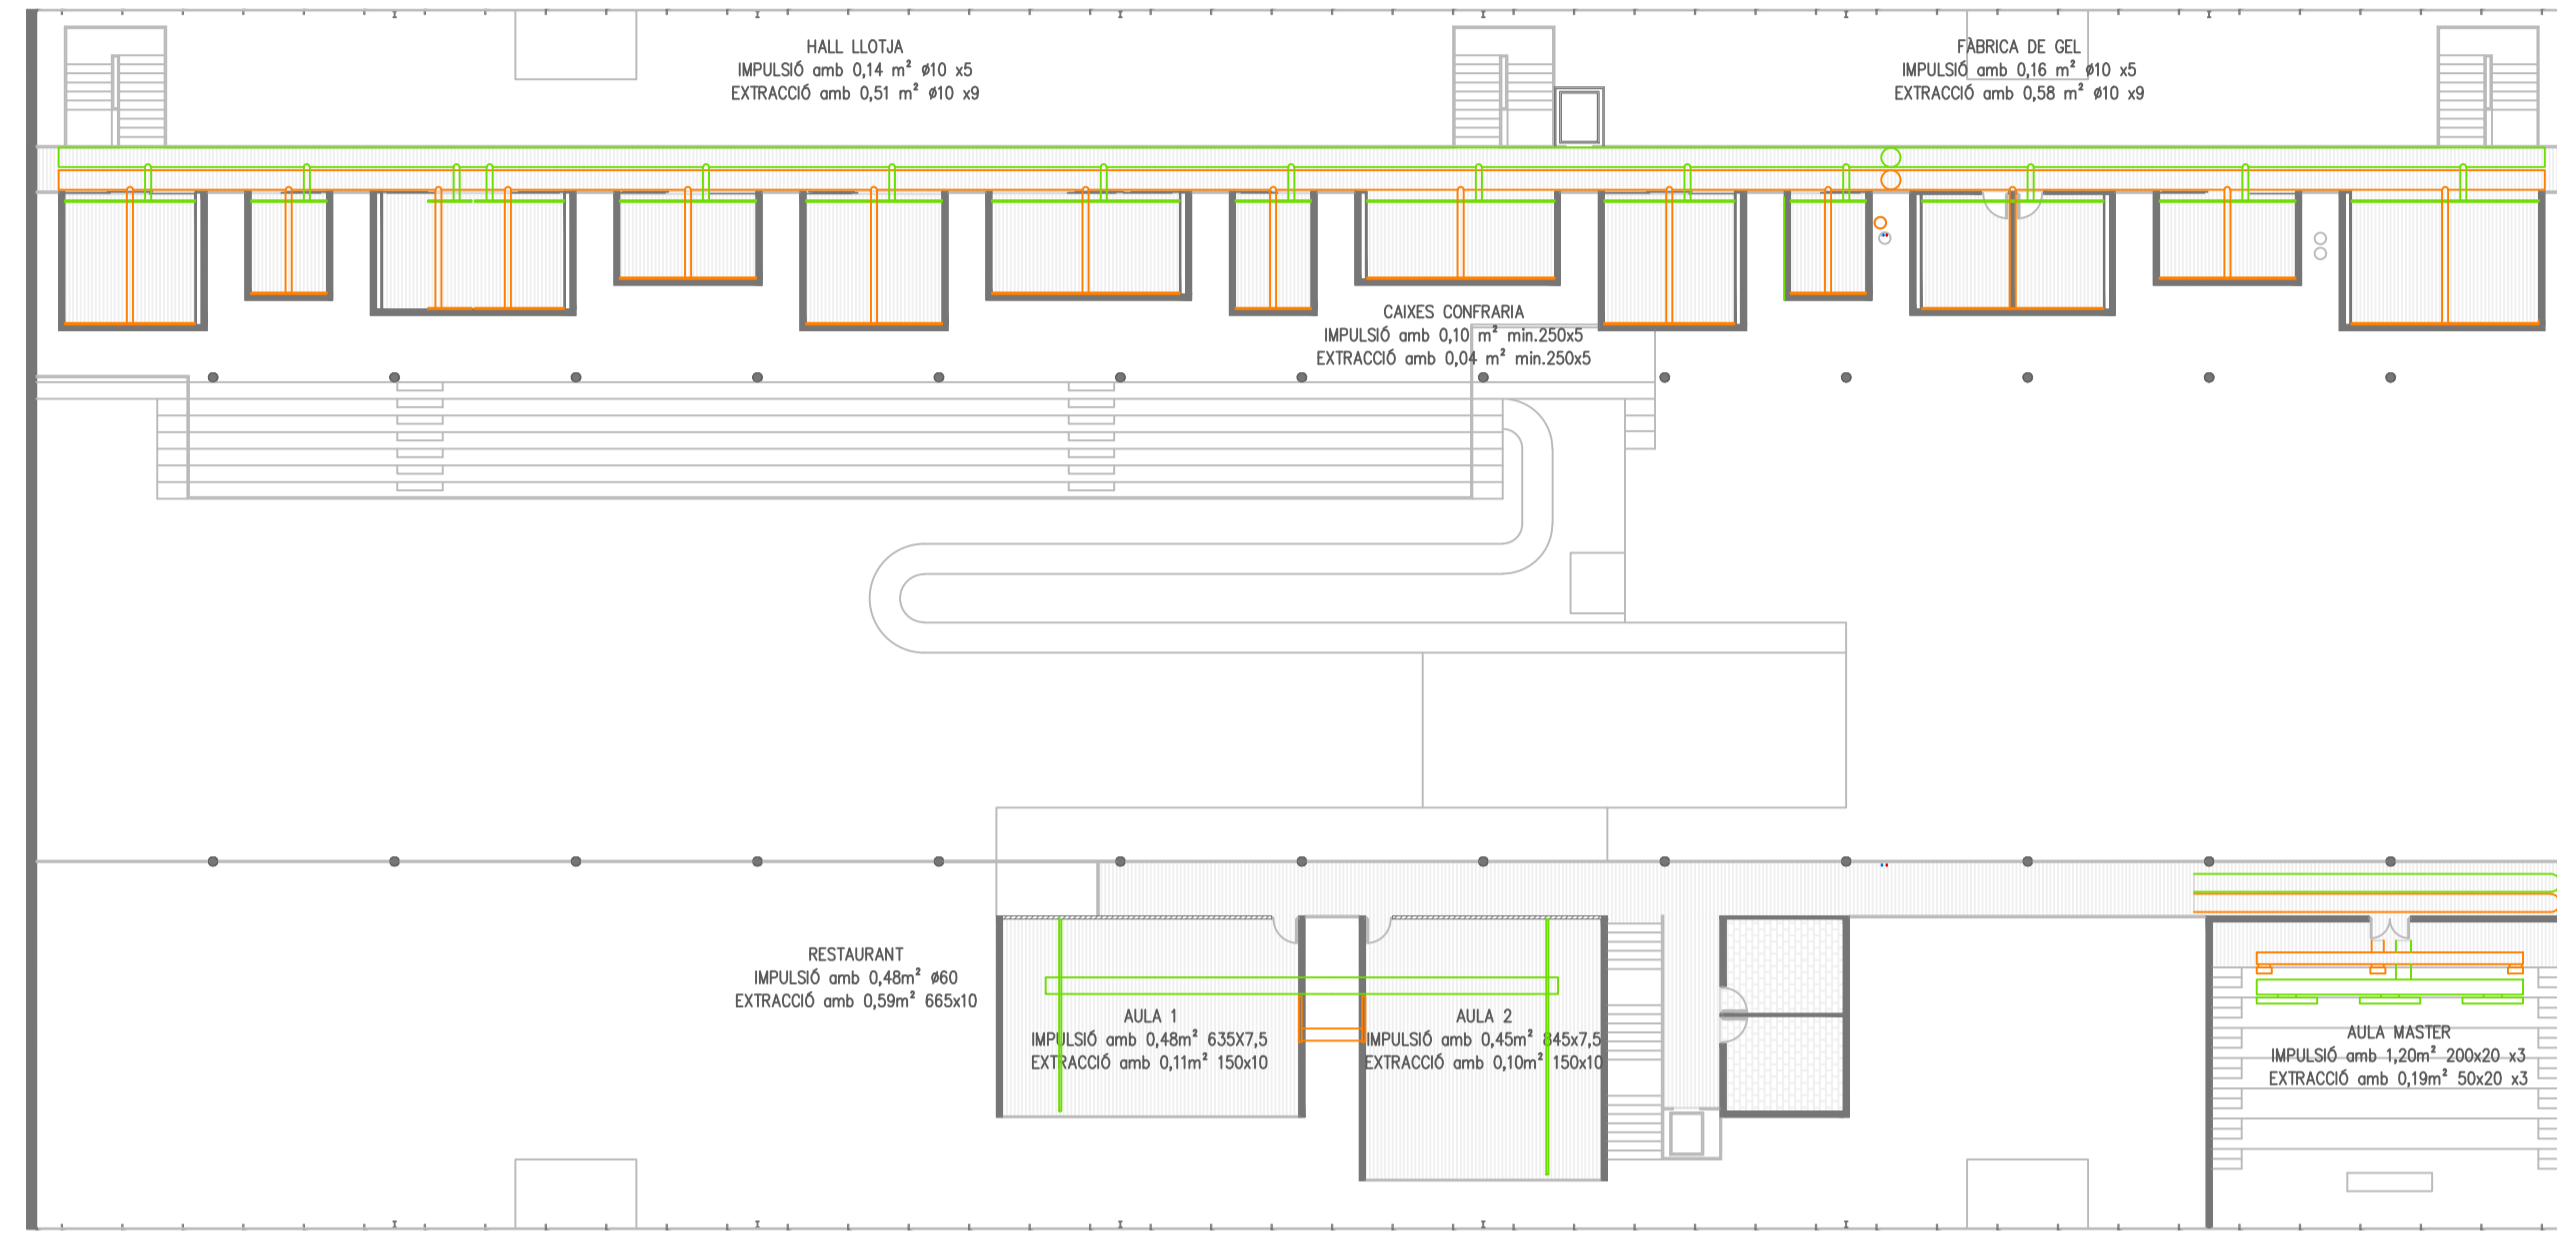 HALL LLOTJA
IMPULSIÓ amb 0,14 m² ø10 x5
EXTRACCIÓ amb 0,51 m² ø10 x9
FÀBRICA DE GEL
IMPULSIÓ amb 0,16 m² ø10 x5
EXTRACCIÓ amb 0,58 m² ø10 x9
CAIXES CONFRARIA
IMPULSIÓ amb 0,10 m² min.250x5
EXTRACCIÓ amb 0,04 m² min.250x5
RESTAURANT
IMPULSIÓ amb 0,48m² ø60
EXTRACCIÓ amb 0,59m² 665x10
AULA 1
IMPULSIÓ amb 0,48m² 635X7,5
EXTRACCIÓ amb 0,11m² 150x10
AULA 2
IMPULSIÓ amb 0,45m² 845x7,5
EXTRACCIÓ amb 0,10m² 150x10
AULA MASTER
IMPULSIÓ amb 1,20m² 200x20 x3
EXTRACCIÓ amb 0,19m² 50x20 x3